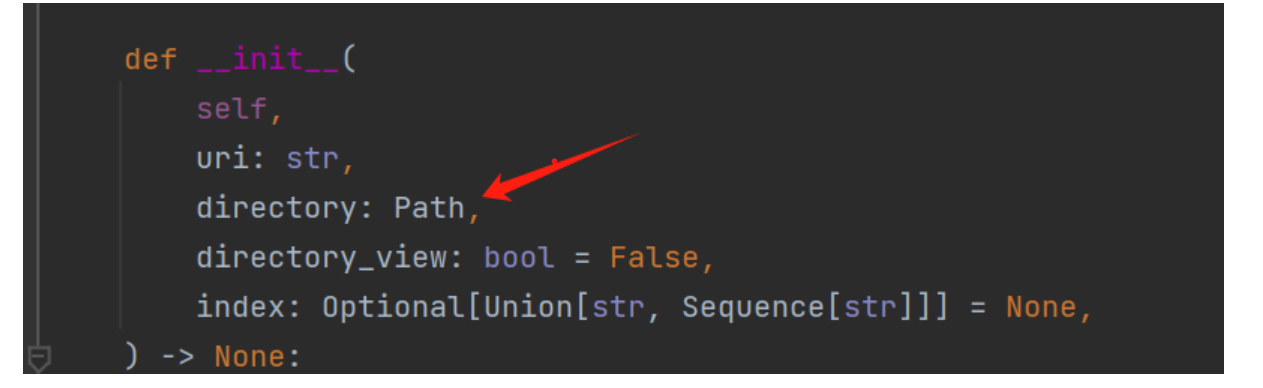 def __init__(
self,
uri: str,
directory: Path,
directory_view: bool = False,
index: Optional[Union[str, Sequence[str]]] = None,
) -> None: